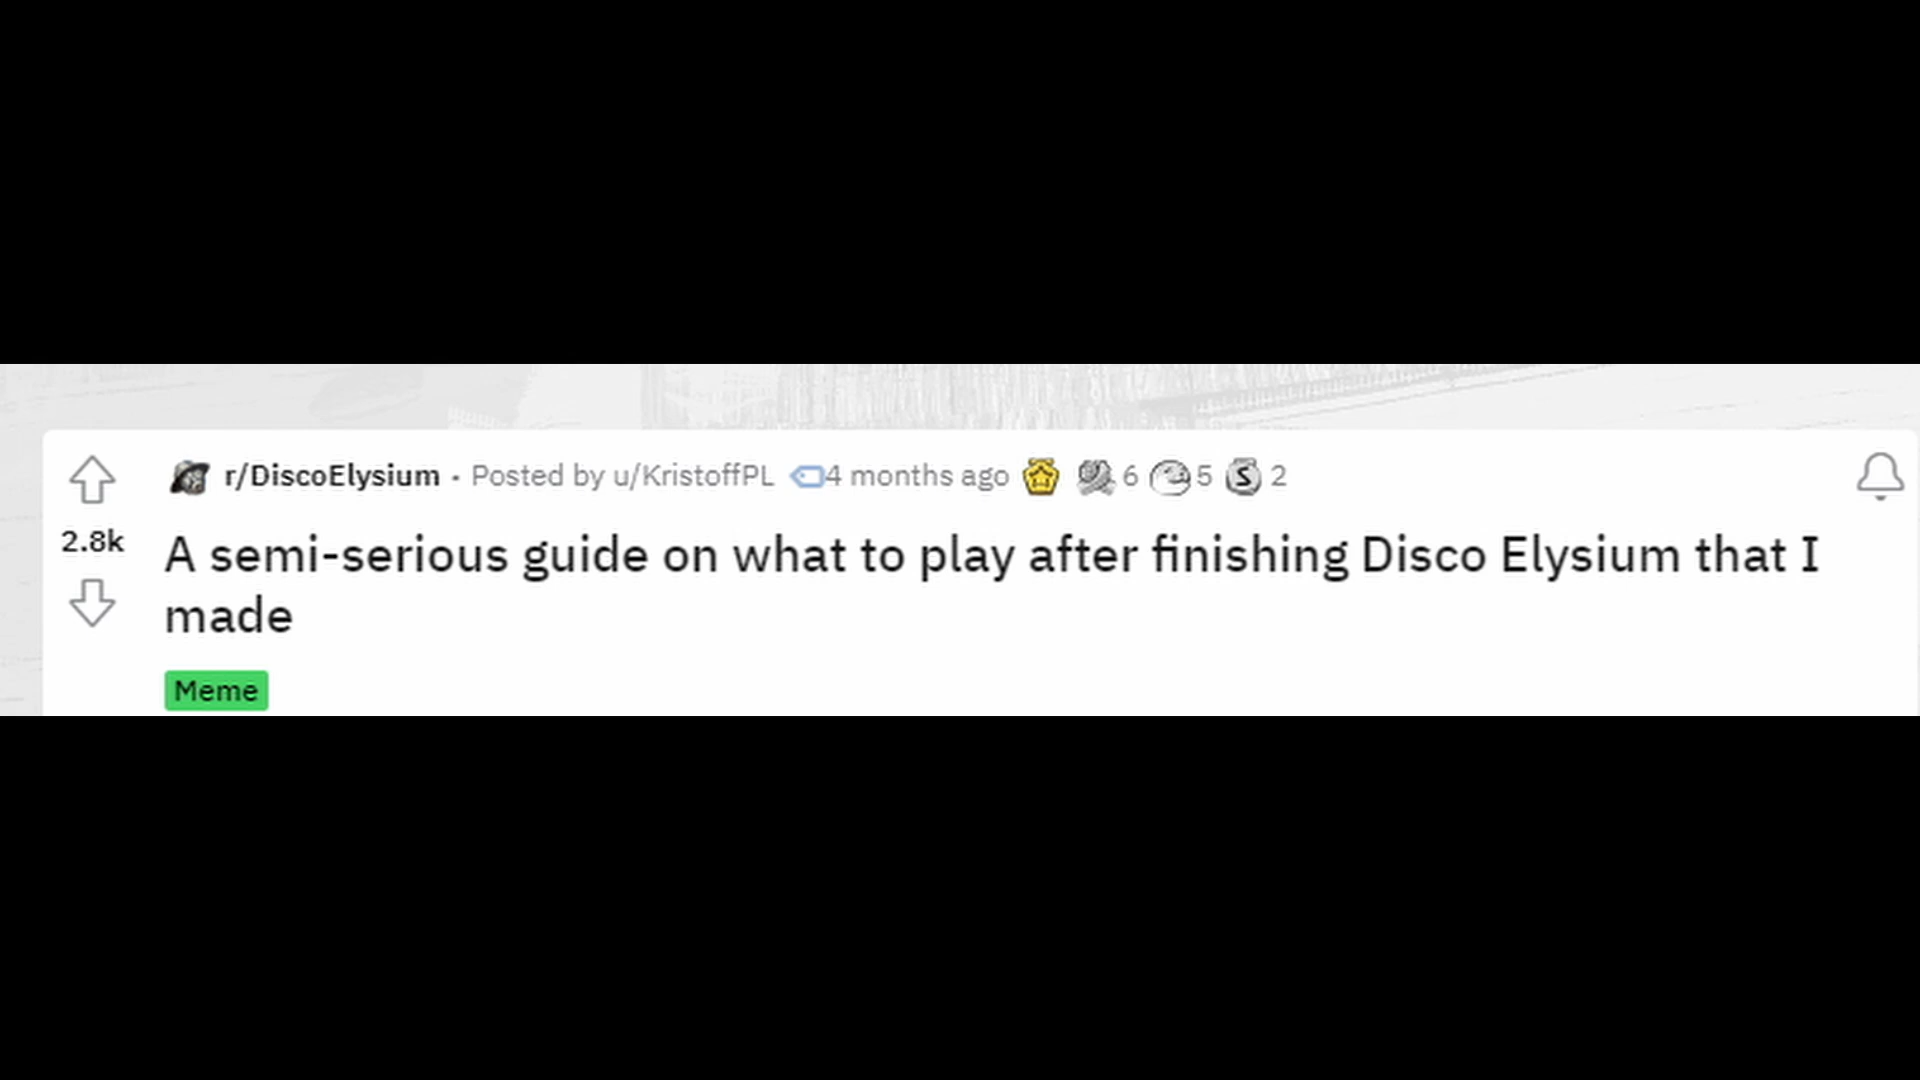 r/DiscoElysium · Posted by u/KristoffPL 4 months ago 6 5 S 2
2.8k
A semi-serious guide on what to play after finishing Disco Elysium that I
made
Meme